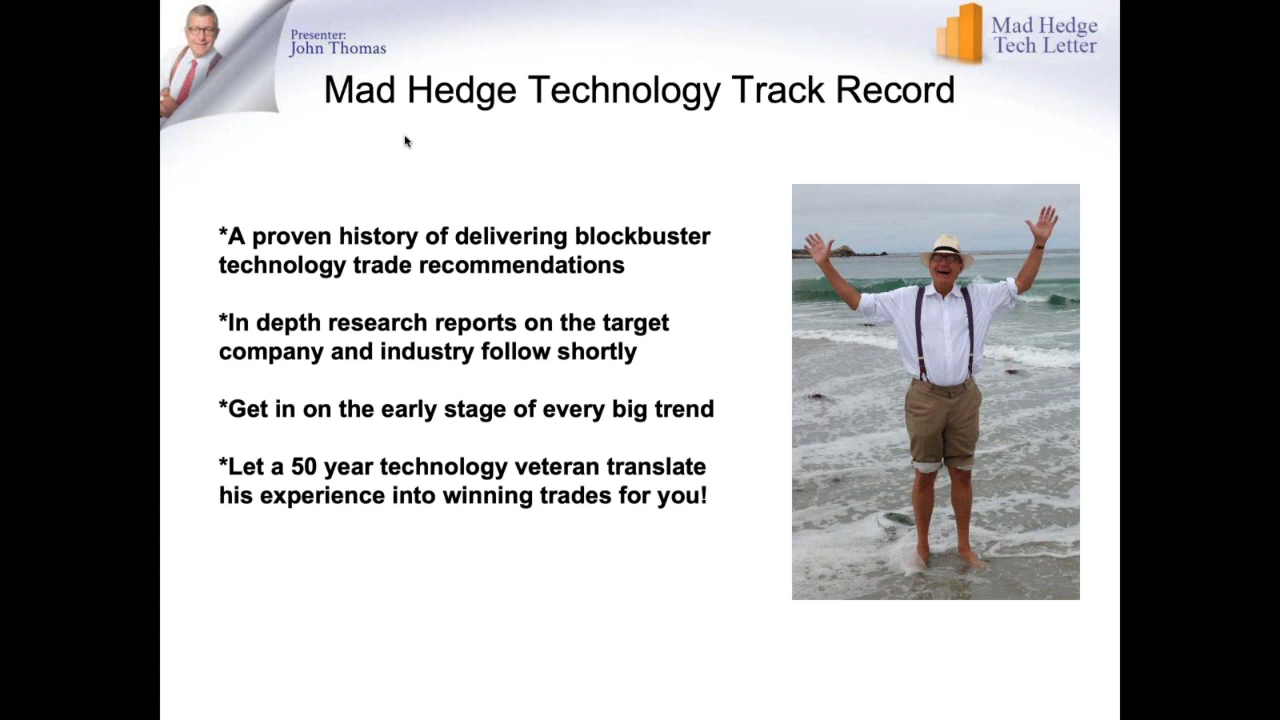 Presenter:
John Thomas
Mad Hedge
Tech Letter
Mad Hedge Technology Track Record
*A proven history of delivering blockbuster
technology trade recommendations
*In depth research reports on the target
company and industry follow shortly
*Get in on the early stage of every big trend
*Let a 50 year technology veteran translate
his experience into winning trades for you!